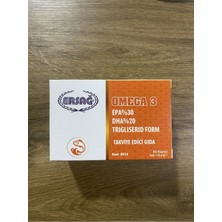 ERSAĞ
OMEGA 3
EPA%30
DHA%20
TRIGLISERID FORM
TAKVİYE EDİCİ GIDA